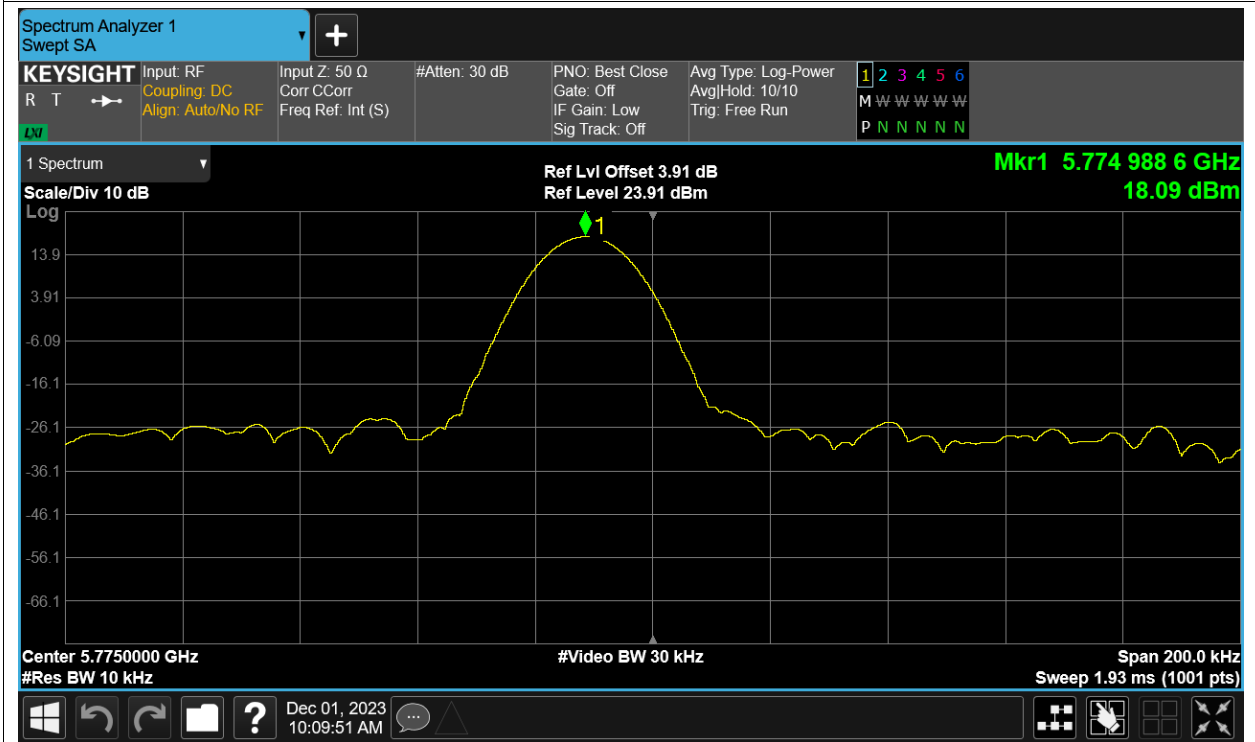 Spectrum Analyzer 1
Swept SA
KEYSIGHT
R T
LXI
Input: RF
Coupling: DC
Align: Auto/No RF
Input Z: 50 Ω
Corr CCorr
Freq Ref: Int (S)
#Atten: 30 dB
PNO: Best Close
Gate: Off
IF Gain: Low
Sig Track: Off
Avg Type: Log-Power
Avg|Hold: 10/10
Trig: Free Run
1 2 3 4 5 6
M W W W W W
P N N N N N
1 Spectrum
Scale/Div 10 dB
Log
Ref Lvl Offset 3.91 dB
Ref Level 23.91 dBm
Mkr1 5.774 988 6 GHz
18.09 dBm
1
13.9
3.91
-6.09
-16.1
-26.1
-36.1
-46.1
-56.1
-66.1
Center 5.7750000 GHz
#Video BW 30 kHz
Span 200.0 kHz
#Res BW 10 kHz
Sweep 1.93 ms (1001 pts)
?
Dec 01, 2023
10:09:51 AM